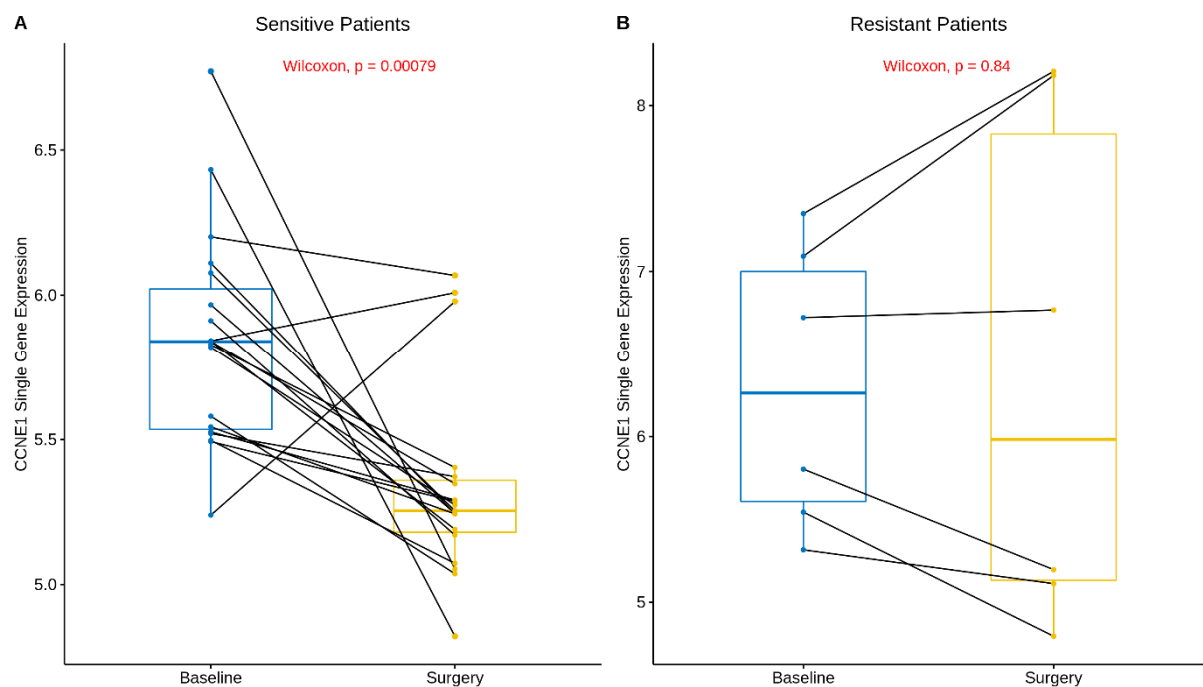 A
Sensitive Patients
Wilcoxon, p = 0.00079
CCNE1 Single Gene Expression
6.5
6.0
5.5
5.0
Baseline
Surgery
B
Resistant Patients
Wilcoxon, p = 0.84
CCNE1 Single Gene Expression
8
7
6
5
Baseline
Surgery